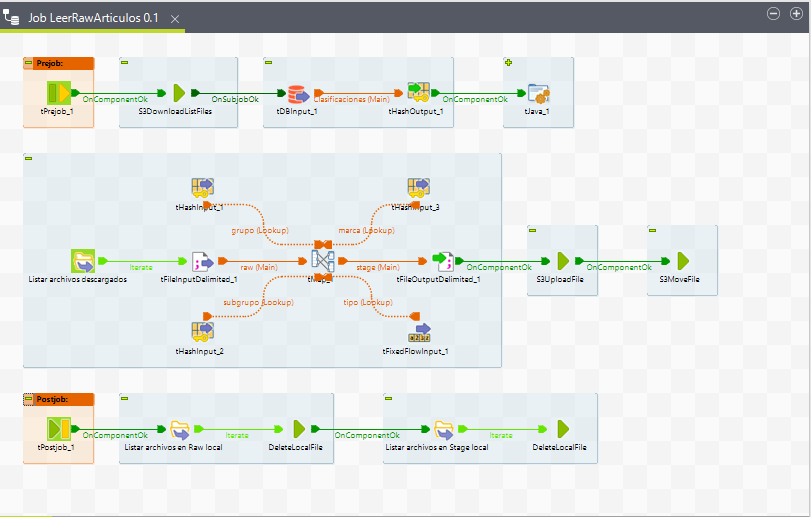 Job LeerRawArticulos 0.1
Prejob:
OnComponentOk
OnSubjobOk
Clasificaciones (Main)
OnComponentOk
tPrejob_1
S3DownloadListFiles
tDBInput_1
tHashOutput_1
tJava_1
tHashInput_1
tHashInput_3
grupo (Lookup)
marca (Lookup)
Iterate
raw (Main)
stage (Main)
OnComponentOk
OnComponentOk
Listar archivos descargados
tFileInputDelimited_1
tMap_1
tFileOutputDelimited_1
S3UploadFile
S3MoveFile
subgrupo (Lookup)
tipo (Lookup)
tHashInput_2
tFixedFlowInput_1
Postjob:
OnComponentOk
Iterate
OnComponentOk
Iterate
tPostjob_1
Listar archivos en Raw local
DeleteLocalFile
Listar archivos en Stage local
DeleteLocalFile